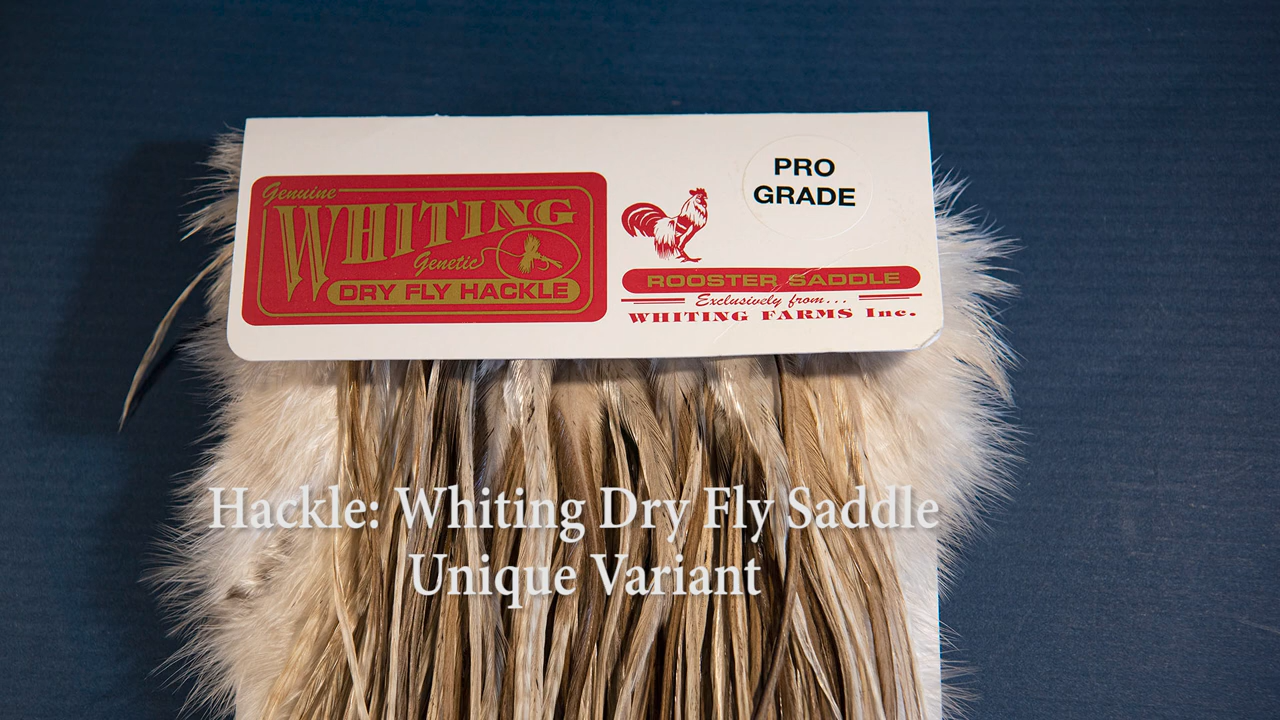 Genuine
WHITING
Genetic
DRY FLY HACKLE
PRO
GRADE
ROOSTER SADDLE
Exclusively from...
WHITING FARMS Inc.
Hackle: Whiting Dry Fly Saddle
Unique Variant